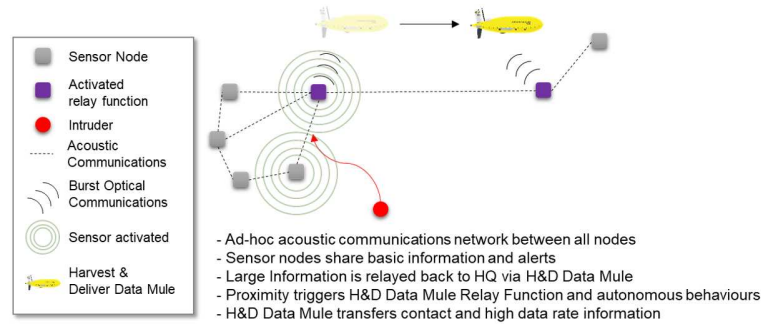 Sensor Node
Activated
relay function
Intruder
Acoustic
Communications
Burst Optical
Communications
Sensor activated
Harvest &
Deliver Data Mule
- Ad-hoc acoustic communications network between all nodes
- Sensor nodes share basic information and alerts
- Large Information is relayed back to HQ via H&D Data Mule
- Proximity triggers H&D Data Mule Relay Function and autonomous behaviours
- H&D Data Mule transfers contact and high data rate information